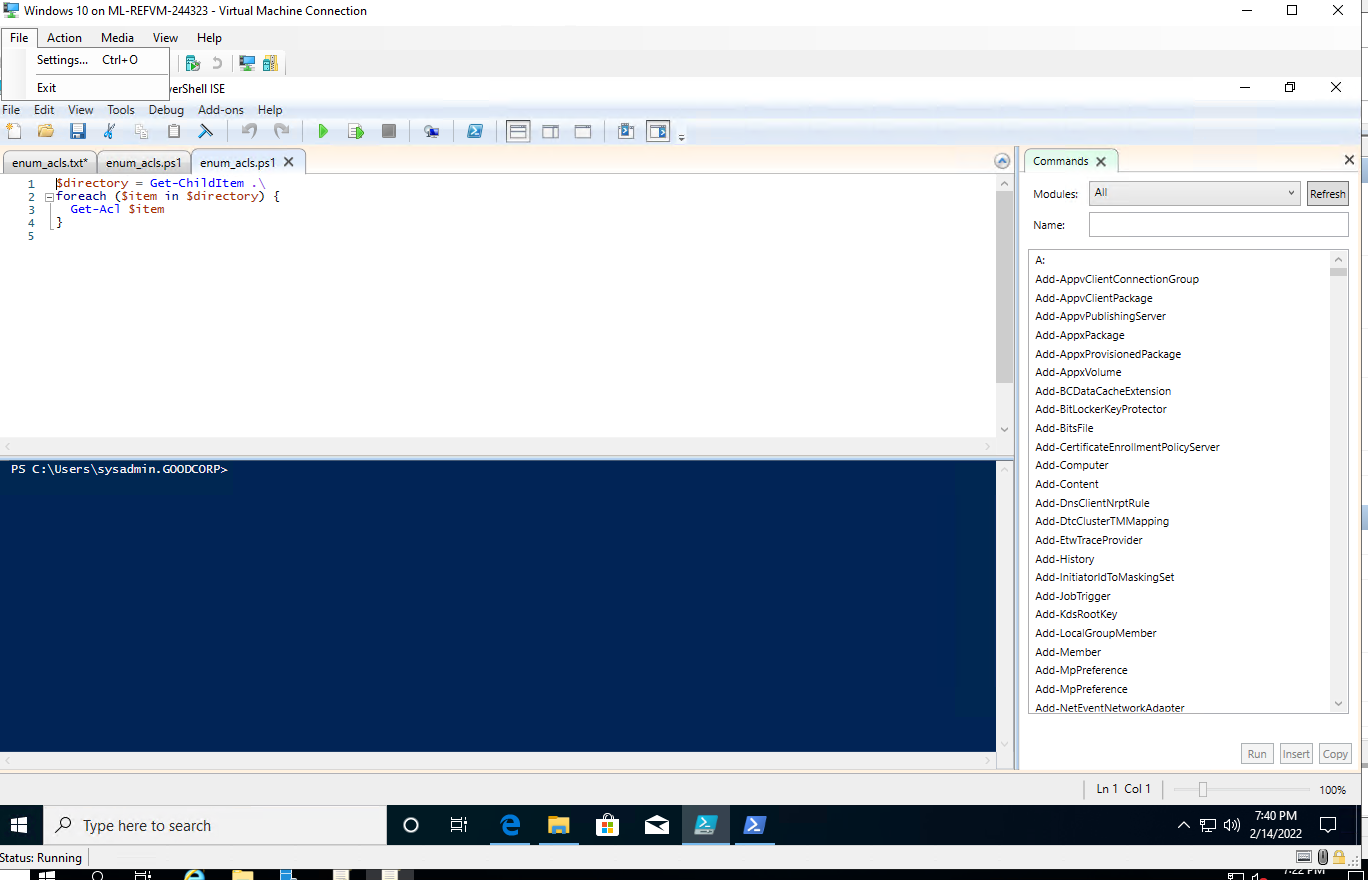 Windows 10 on ML-REFVM-244323 - Virtual Machine Connection
File Action Media View Help
Settings... Ctrl+O
Exit
erShell ISE
File Edit View Tools Debug Add-ons Help
enum_acls.txt* enum_acls.ps1 enum_acls.ps1
1 $directory = Get-ChildItem .\
2 foreach ($item in $directory) {
3 Get-Acl $item
4 }
5
PS C:\Users\sysadmin.GOODCORP>
Commands
Modules: All Refresh
Name:
A:
Add-AppvClientConnectionGroup
Add-AppvClientPackage
Add-AppvPublishingServer
Add-AppxPackage
Add-AppxProvisionedPackage
Add-AppxVolume
Add-BCDataCacheExtension
Add-BitLockerKeyProtector
Add-BitsFile
Add-CertificateEnrollmentPolicyServer
Add-Computer
Add-Content
Add-DnsClientNrptRule
Add-DtcClusterTMMapping
Add-EtwTraceProvider
Add-History
Add-InitiatorIdToMaskingSet
Add-JobTrigger
Add-KdsRootKey
Add-LocalGroupMember
Add-Member
Add-MpPreference
Add-MpPreference
Add-NetEventNetworkAdapter
Run Insert Copy
Ln 1 Col 1 100%
Type here to search
7:40 PM
2/14/2022
Status: Running
7:22 PM